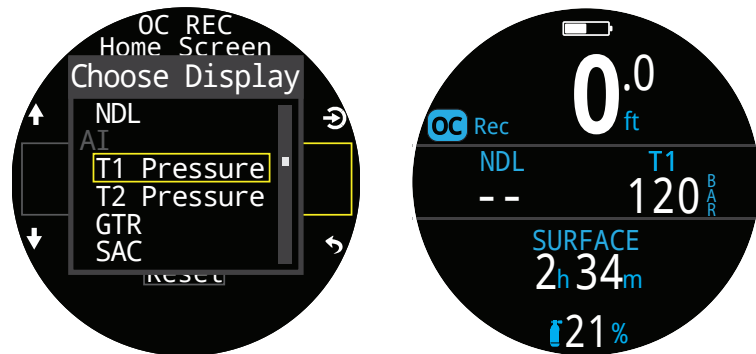 OC REC
Home Screen
Choose Display
NDL
AI
T1 Pressure
T2 Pressure
GTR
SAC
Reset
0.0
ft
OC Rec
NDL T1
-- 120 BAR
SURFACE
2h 34m
21%